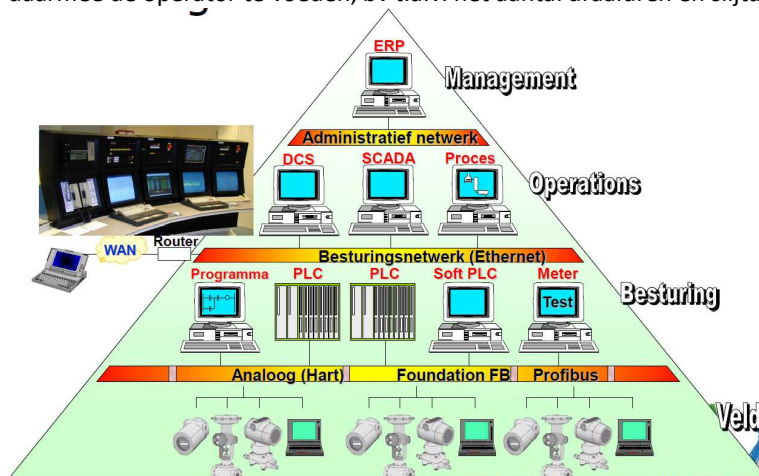 ERP
Management
Administratief netwerk
DCS SCADA Proces
Operations
WAN Router
Besturingsnetwerk (Ethernet)
Programma PLC PLC Soft PLC Meter
Test
Besturing
Analoog (Hart) Foundation FB Profibus
Veld